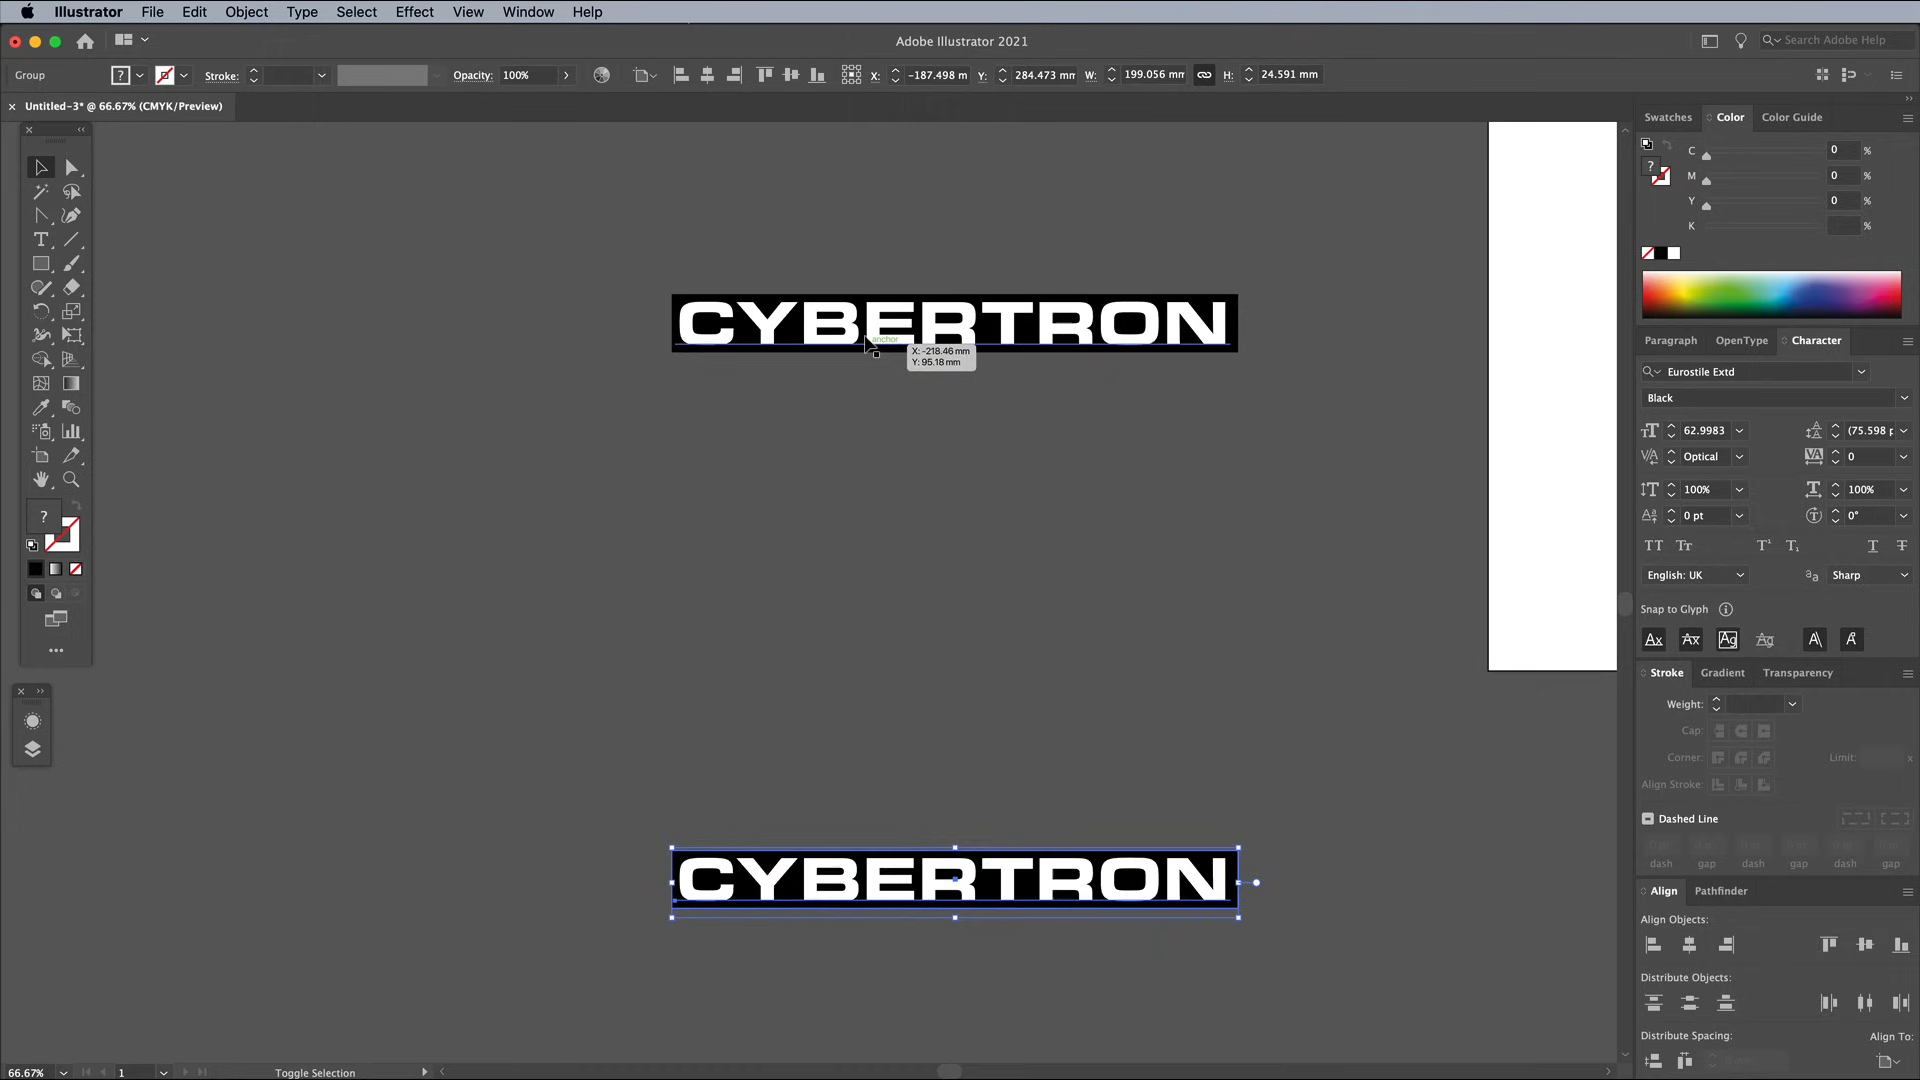 Illustrator File Edit Object Type Select Effect View Window Help
Adobe Illustrator 2021
Search Adobe Help
Group ? Stroke: Opacity: 100% X: -187.498 m Y: 284.473 mm W: 199.056 mm H: 24.591 mm
× Untitled-3* @ 66.67% (CMYK/Preview)
Swatches Color Color Guide
C 0 %
M 0 %
Y 0 %
K %
?
CYBERTRON
anchor
X: -218.46 mm
Y: 95.18 mm
Paragraph OpenType Character
Eurostile Extd
Black
62.9983 (75.598 p
Optical 0
100% 100%
0 pt 0°
English: UK Sharp
Snap to Glyph
?
Stroke Gradient Transparency
Weight:
Cap:
Corner: Limit: x
Align Stroke:
Dashed Line
dash gap dash gap dash gap
CYBERTRON
Align Pathfinder
Align Objects:
Distribute Objects:
Distribute Spacing: Align To:
66.67% 1 Toggle Selection